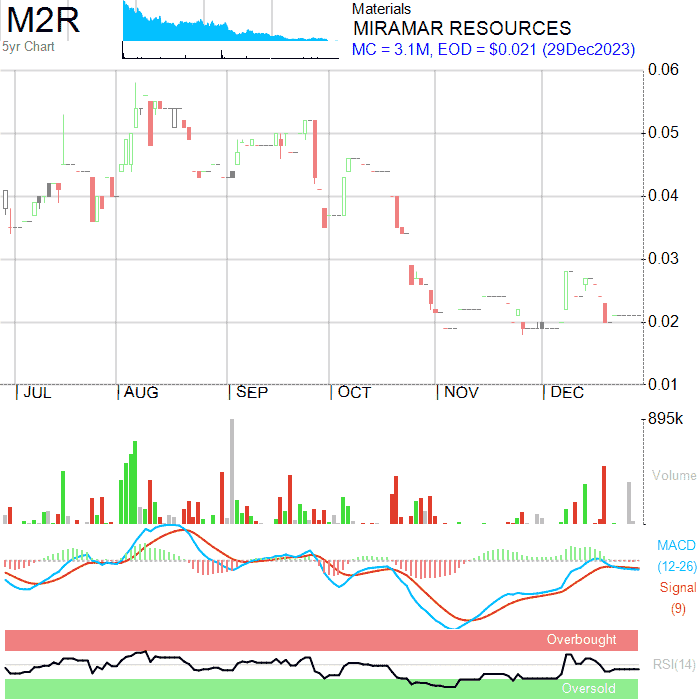 M2R
5yr Chart
Materials
MIRAMAR RESOURCES
MC = 3.1M, EOD = $0.021 (29Dec2023)
0.06
0.05
0.04
0.03
0.02
0.01
JUL AUG SEP OCT NOV DEC
895k
Volume
MACD
(12-26)
Signal
(9)
Overbought
RSI(14)
Oversold